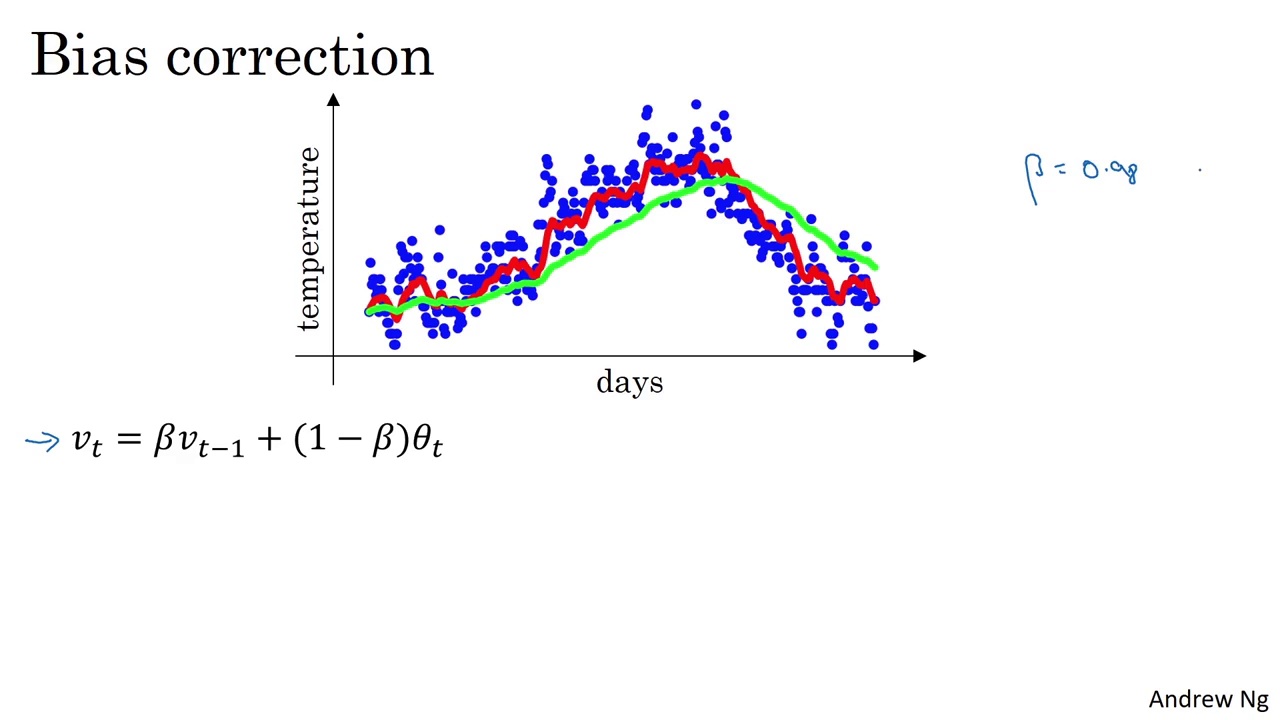 Bias correction
temperature
β = 0.98
days
→ v_t = βv_{t−1} + (1 − β)θ_t
Andrew Ng